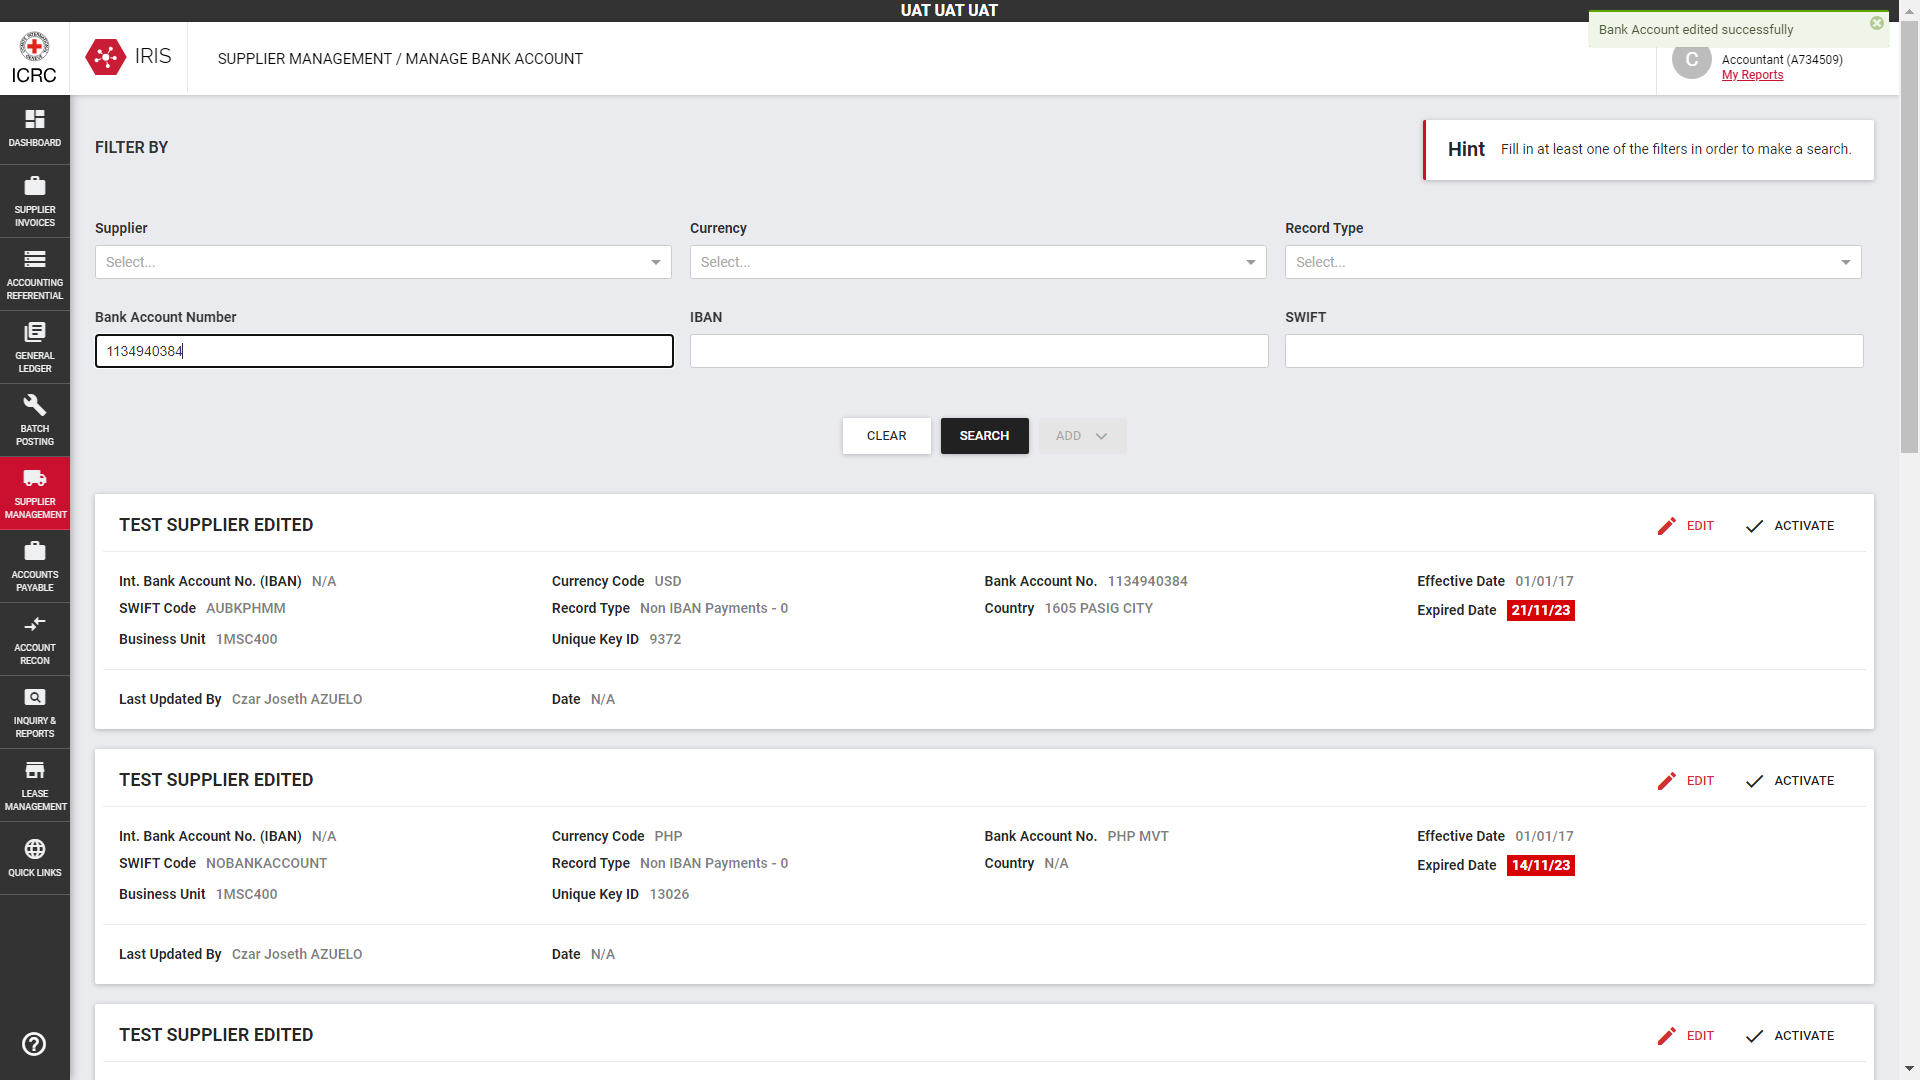 UAT UAT UAT
Bank Account edited successfully
ICRC
IRIS
SUPPLIER MANAGEMENT / MANAGE BANK ACCOUNT
C
Accountant (A734509)
My Reports
DASHBOARD
SUPPLIER
INVOICES
ACCOUNTING
REFERENTIAL
GENERAL
LEDGER
BATCH
POSTING
SUPPLIER
MANAGEMENT
ACCOUNTS
PAYABLE
ACCOUNT
RECON
INQUIRY &
REPORTS
LEASE
MANAGEMENT
QUICK LINKS
FILTER BY
Hint Fill in at least one of the filters in order to make a search.
Supplier Currency Record Type
Select... Select... Select...
Bank Account Number IBAN SWIFT
1134940384
CLEAR SEARCH ADD
TEST SUPPLIER EDITED EDIT ACTIVATE
Int. Bank Account No. (IBAN) N/A Currency Code USD Bank Account No. 1134940384 Effective Date 01/01/17
SWIFT Code AUBKPHMM Record Type Non IBAN Payments - 0 Country 1605 PASIG CITY Expired Date 21/11/23
Business Unit 1MSC400 Unique Key ID 9372
Last Updated By Czar Joseth AZUELO Date N/A
TEST SUPPLIER EDITED EDIT ACTIVATE
Int. Bank Account No. (IBAN) N/A Currency Code PHP Bank Account No. PHP MVT Effective Date 01/01/17
SWIFT Code NOBANKACCOUNT Record Type Non IBAN Payments - 0 Country N/A Expired Date 14/11/23
Business Unit 1MSC400 Unique Key ID 13026
Last Updated By Czar Joseth AZUELO Date N/A
TEST SUPPLIER EDITED EDIT ACTIVATE